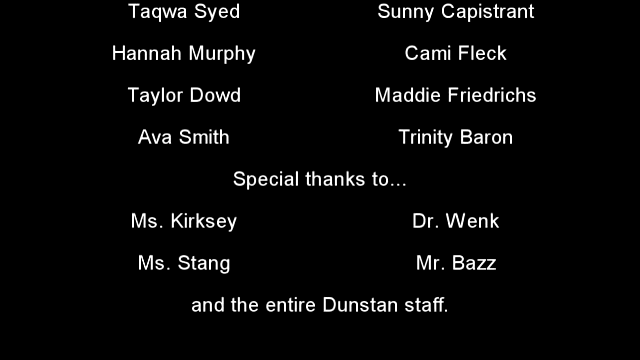 Taqwa Syed Sunny Capistrant
Hannah Murphy Cami Fleck
Taylor Dowd Maddie Friedrichs
Ava Smith Trinity Baron
Special thanks to...
Ms. Kirksey Dr. Wenk
Ms. Stang Mr. Bazz
and the entire Dunstan staff.